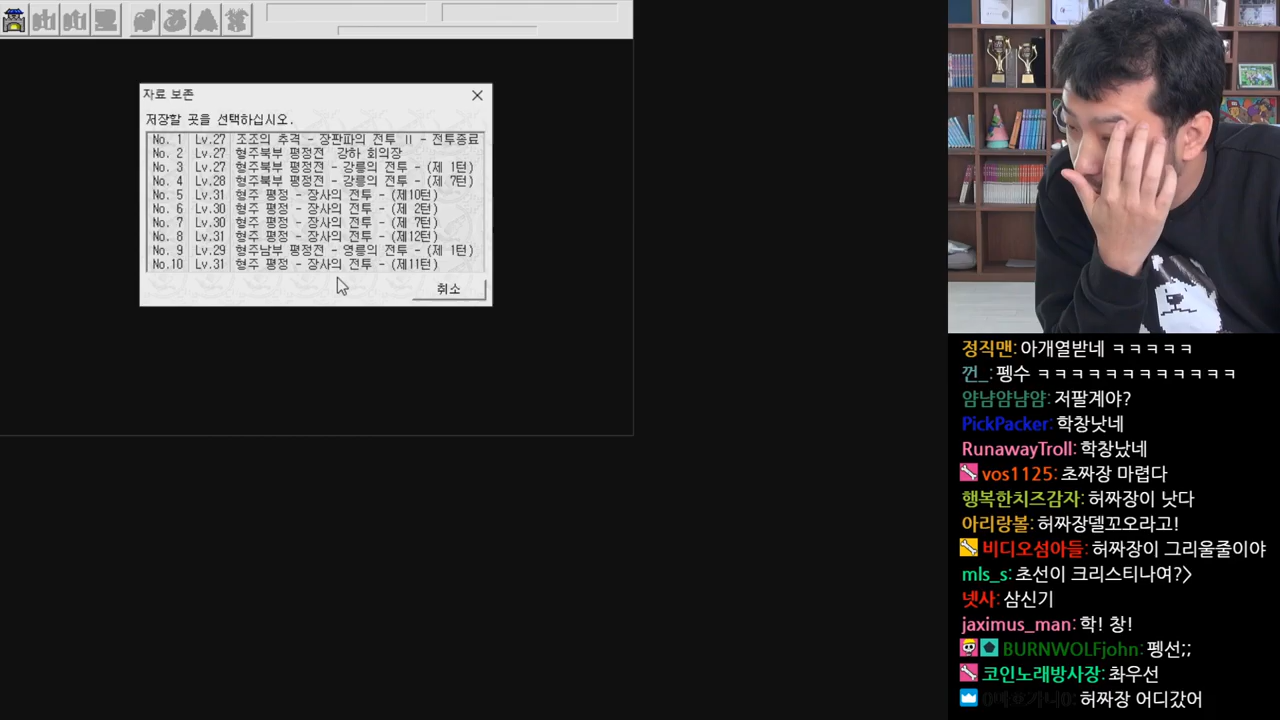 자료 보존
저장할 곳을 선택하십시오.
No. 1 Lv.27 조조의 추격 - 장판파의 전투 Ⅱ - 전투종료
No. 2 Lv.27 형주북부 평정전 강하 회의장
No. 3 Lv.27 형주북부 평정전 - 강릉의 전투 - (제 1턴)
No. 4 Lv.28 형주북부 평정전 - 강릉의 전투 - (제 7턴)
No. 5 Lv.31 형주 평정 - 장사의 전투 - (제10턴)
No. 6 Lv.30 형주 평정 - 장사의 전투 - (제 2턴)
No. 7 Lv.30 형주 평정 - 장사의 전투 - (제 7턴)
No. 8 Lv.31 형주 평정 - 장사의 전투 - (제12턴)
No. 9 Lv.29 형주남부 평정전 - 영릉의 전투 - (제 1턴)
No.10 Lv.31 형주 평정 - 장사의 전투 - (제11턴)
취소
정직맨: 아개열받네 ㅋㅋㅋㅋㅋ
껀_: 펭수 ㅋㅋㅋㅋㅋㅋㅋㅋㅋㅋㅋㅋ
얌냠얌냠얌: 저팔계야?
PickPacker: 학창낫네
RunawayTroll: 학창났네
vos1125: 초짜장 마렵다
행복한치즈감자: 허짜장이 낫다
아리랑볼: 허짜장델꼬오라고!
비디오섬아들: 허짜장이 그리울줄이야
mls_s: 초선이 크리스티나여?>
넷사: 삼신기
jaximus_man: 학! 창!
BURNWOLFjohn: 펭선;;
코인노래방사장: 화우선
허짜장 어디갔어